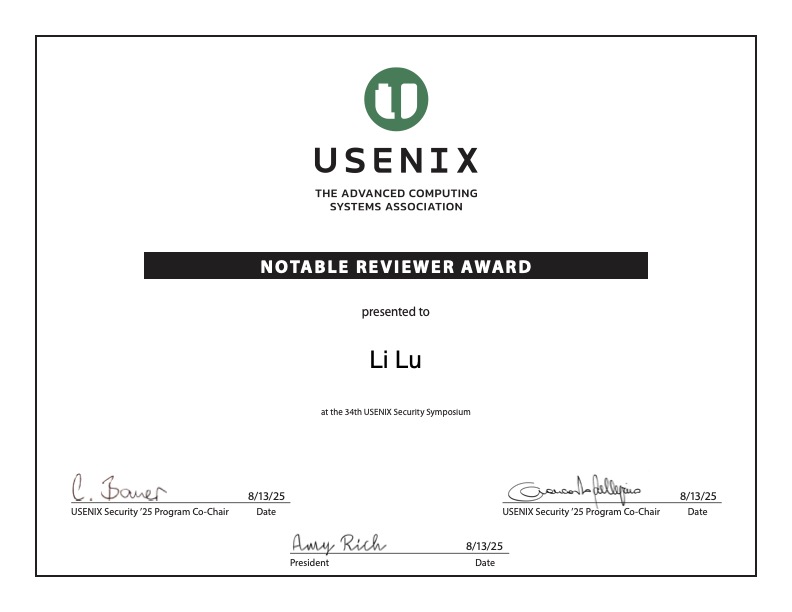 USENIX
THE ADVANCED COMPUTING
SYSTEMS ASSOCIATION
NOTABLE REVIEWER AWARD
presented to
Li Lu
at the 34th USENIX Security Symposium
C. Bauer 8/13/25
USENIX Security ’25 Program Co-Chair Date
8/13/25
USENIX Security ’25 Program Co-Chair Date
Amy Rich 8/13/25
President Date